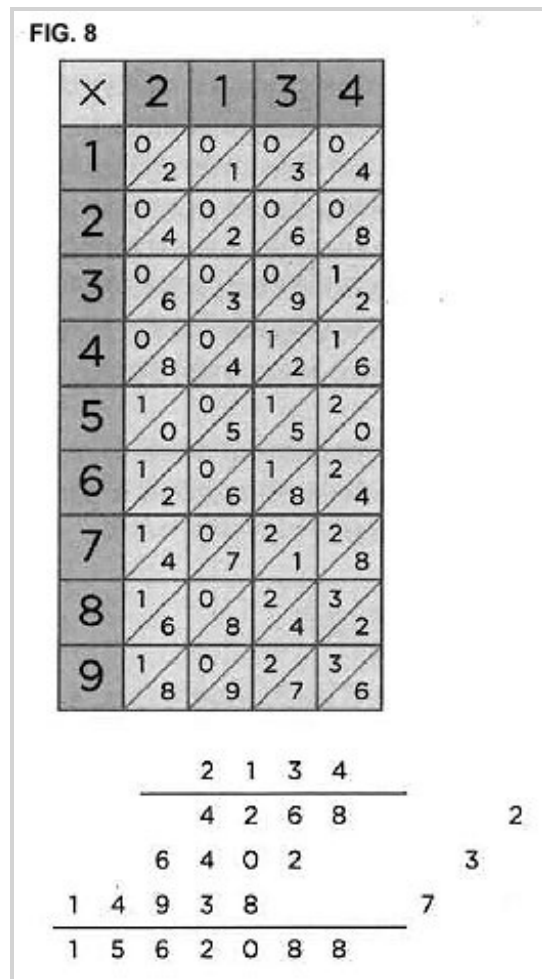 FIG. 8
× 2 1 3 4
1 0/2 0/1 0/3 0/4
2 0/4 0/2 0/6 0/8
3 0/6 0/3 0/9 1/2
4 0/8 0/4 1/2 1/6
5 1/0 0/5 1/5 2/0
6 1/2 0/6 1/8 2/4
7 1/4 0/7 2/1 2/8
8 1/6 0/8 2/4 3/2
9 1/8 0/9 2/7 3/6
2 1 3 4
4 2 6 8 2
6 4 0 2 3
1 4 9 3 8 7
1 5 6 2 0 8 8